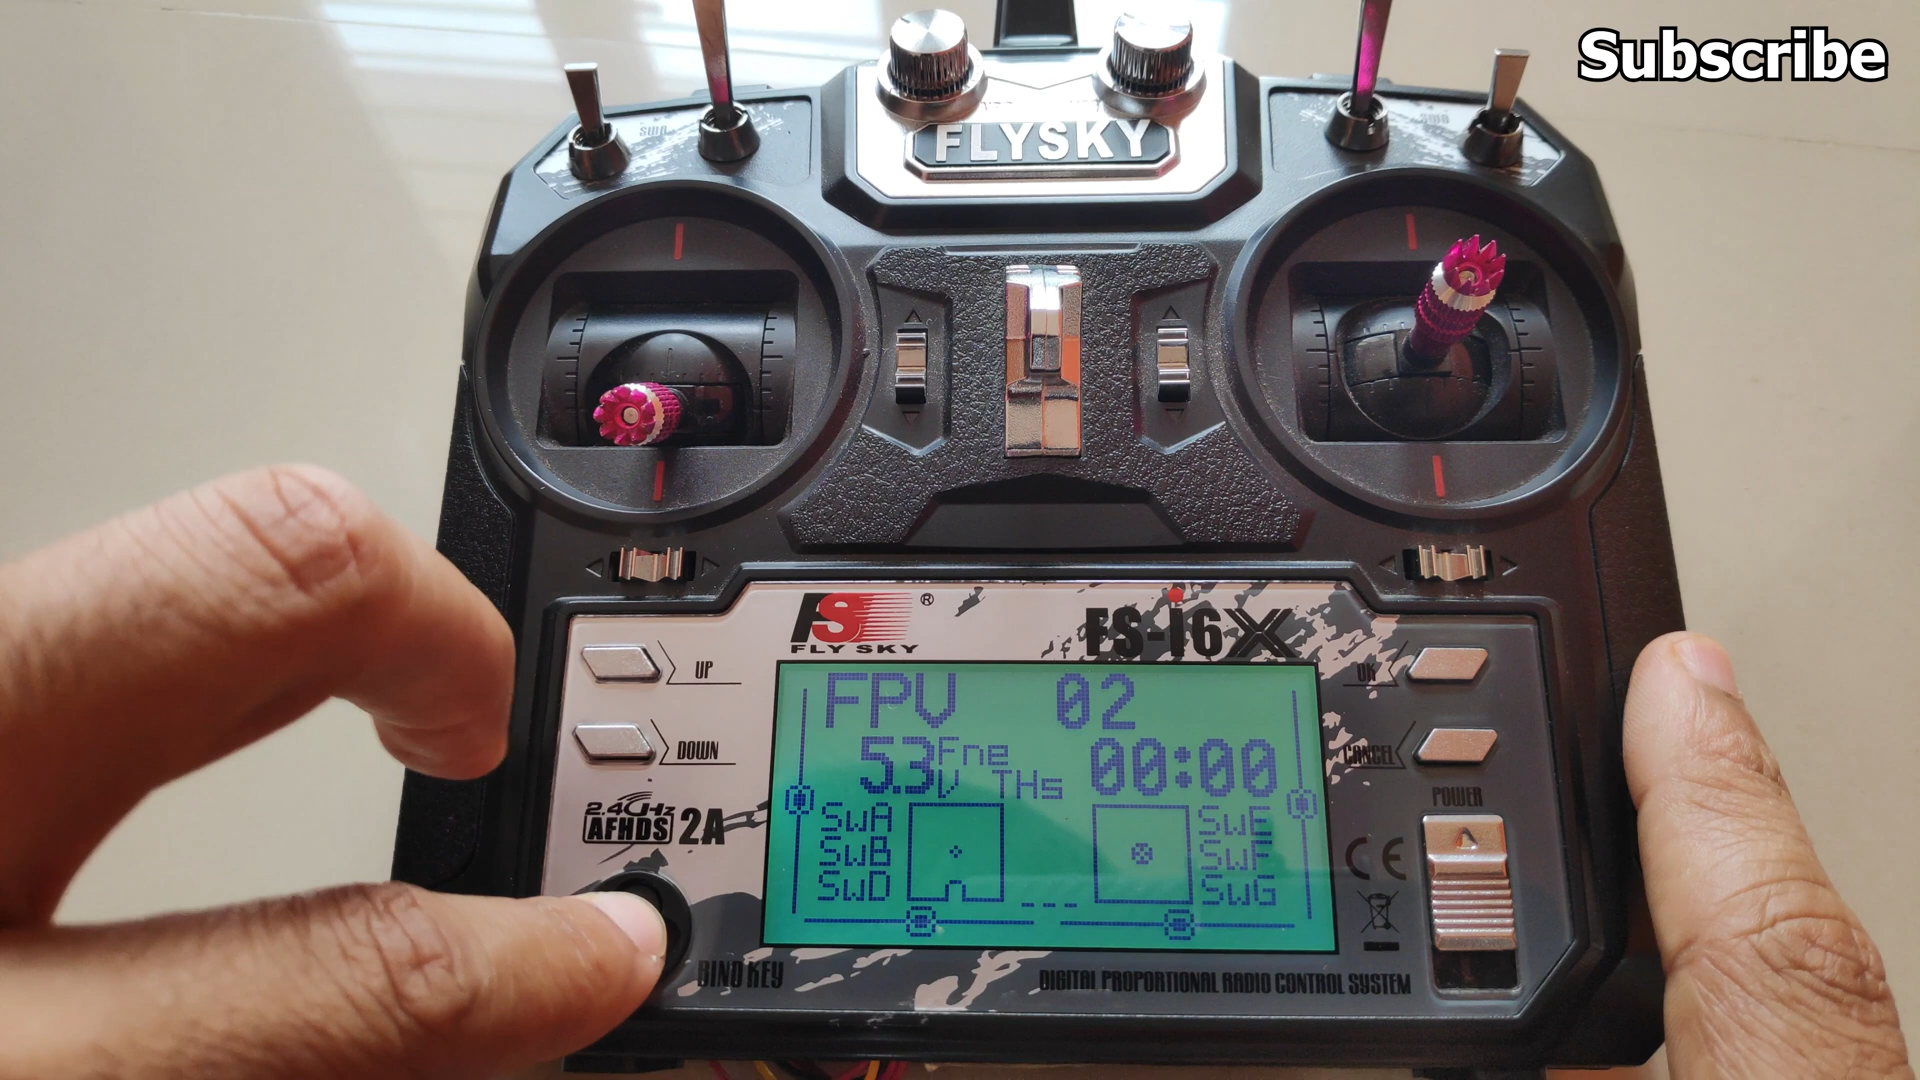 Subscribe
FLYSKY
FS ®
FLY SKY
FS-i6X
UP
OK
DOWN
CANCEL
POWER
2.4GHz
AFHDS 2A
FPV 02
5.3V Fne THs 00:00
SwA SwE
SwB SwF
SwD SwG
CE
BIND KEY
DIGITAL PROPORTIONAL RADIO CONTROL SYSTEM